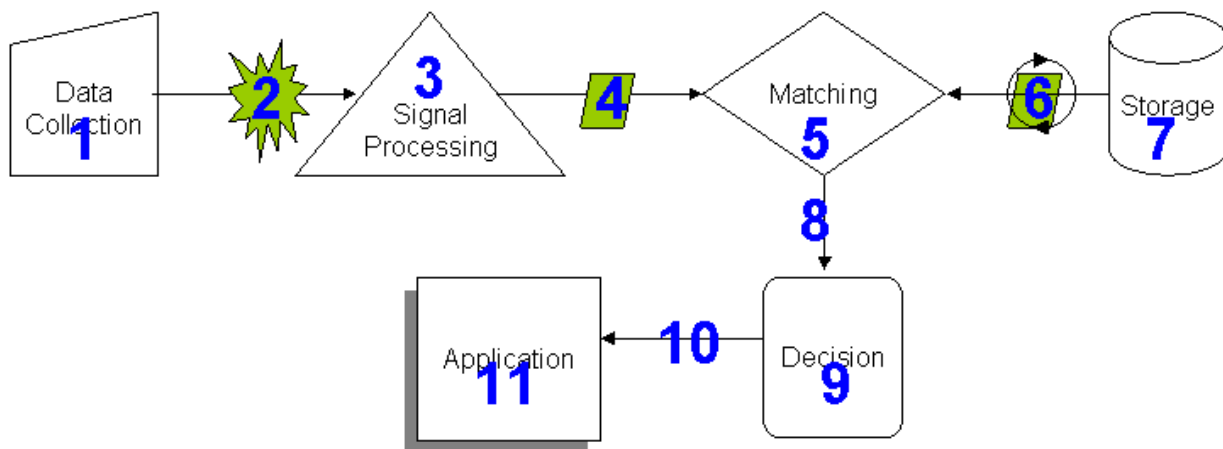 Data
Collection
1
2
3
Signal
Processing
4
Matching
5
6
Storage
7
8
Application
11
10
Decision
9